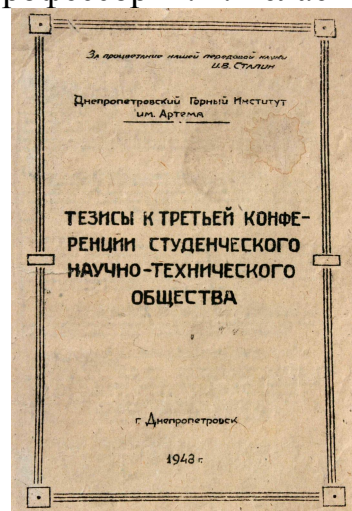 За процветание нашей передовой науки
И.В. Сталин
Днепропетровский Горный Институт
им. Артема
ТЕЗИСЫ К ТРЕТЬЕЙ КОНФЕ-
РЕНЦИИ СТУДЕНЧЕСКОГО
НАУЧНО-ТЕХНИЧЕСКОГО
ОБЩЕСТВА
г. Днепропетровск
1948 г.